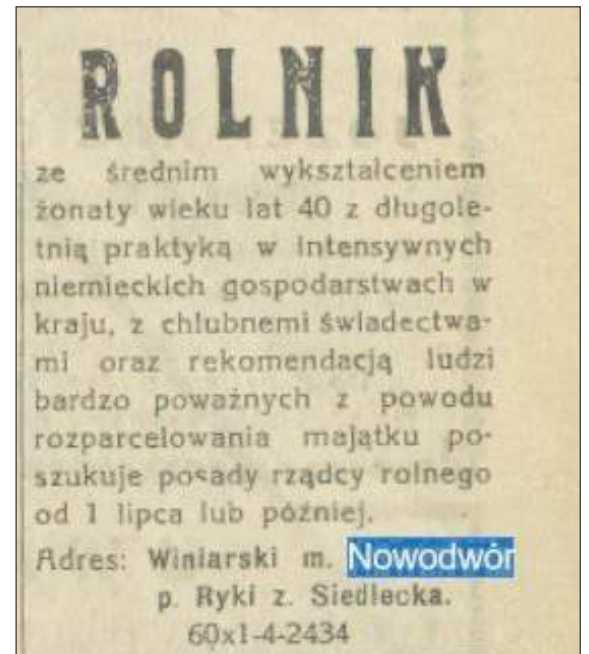 ROLNIK
ze średnim wykształceniem
żonaty wieku lat 40 z długole-
tnią praktyką w intensywnych
niemieckich gospodarstwach w
kraju, z chlubnemi świadectwa-
mi oraz rekomendacją ludzi
bardzo poważnych z powodu
rozparcelowania majątku po-
szukuje posady rządcy rolnego
od 1 lipca lub później.
Adres: Winiarski m. Nowodwór
p. Ryki z. Siedlecka.
60x1-4-2434